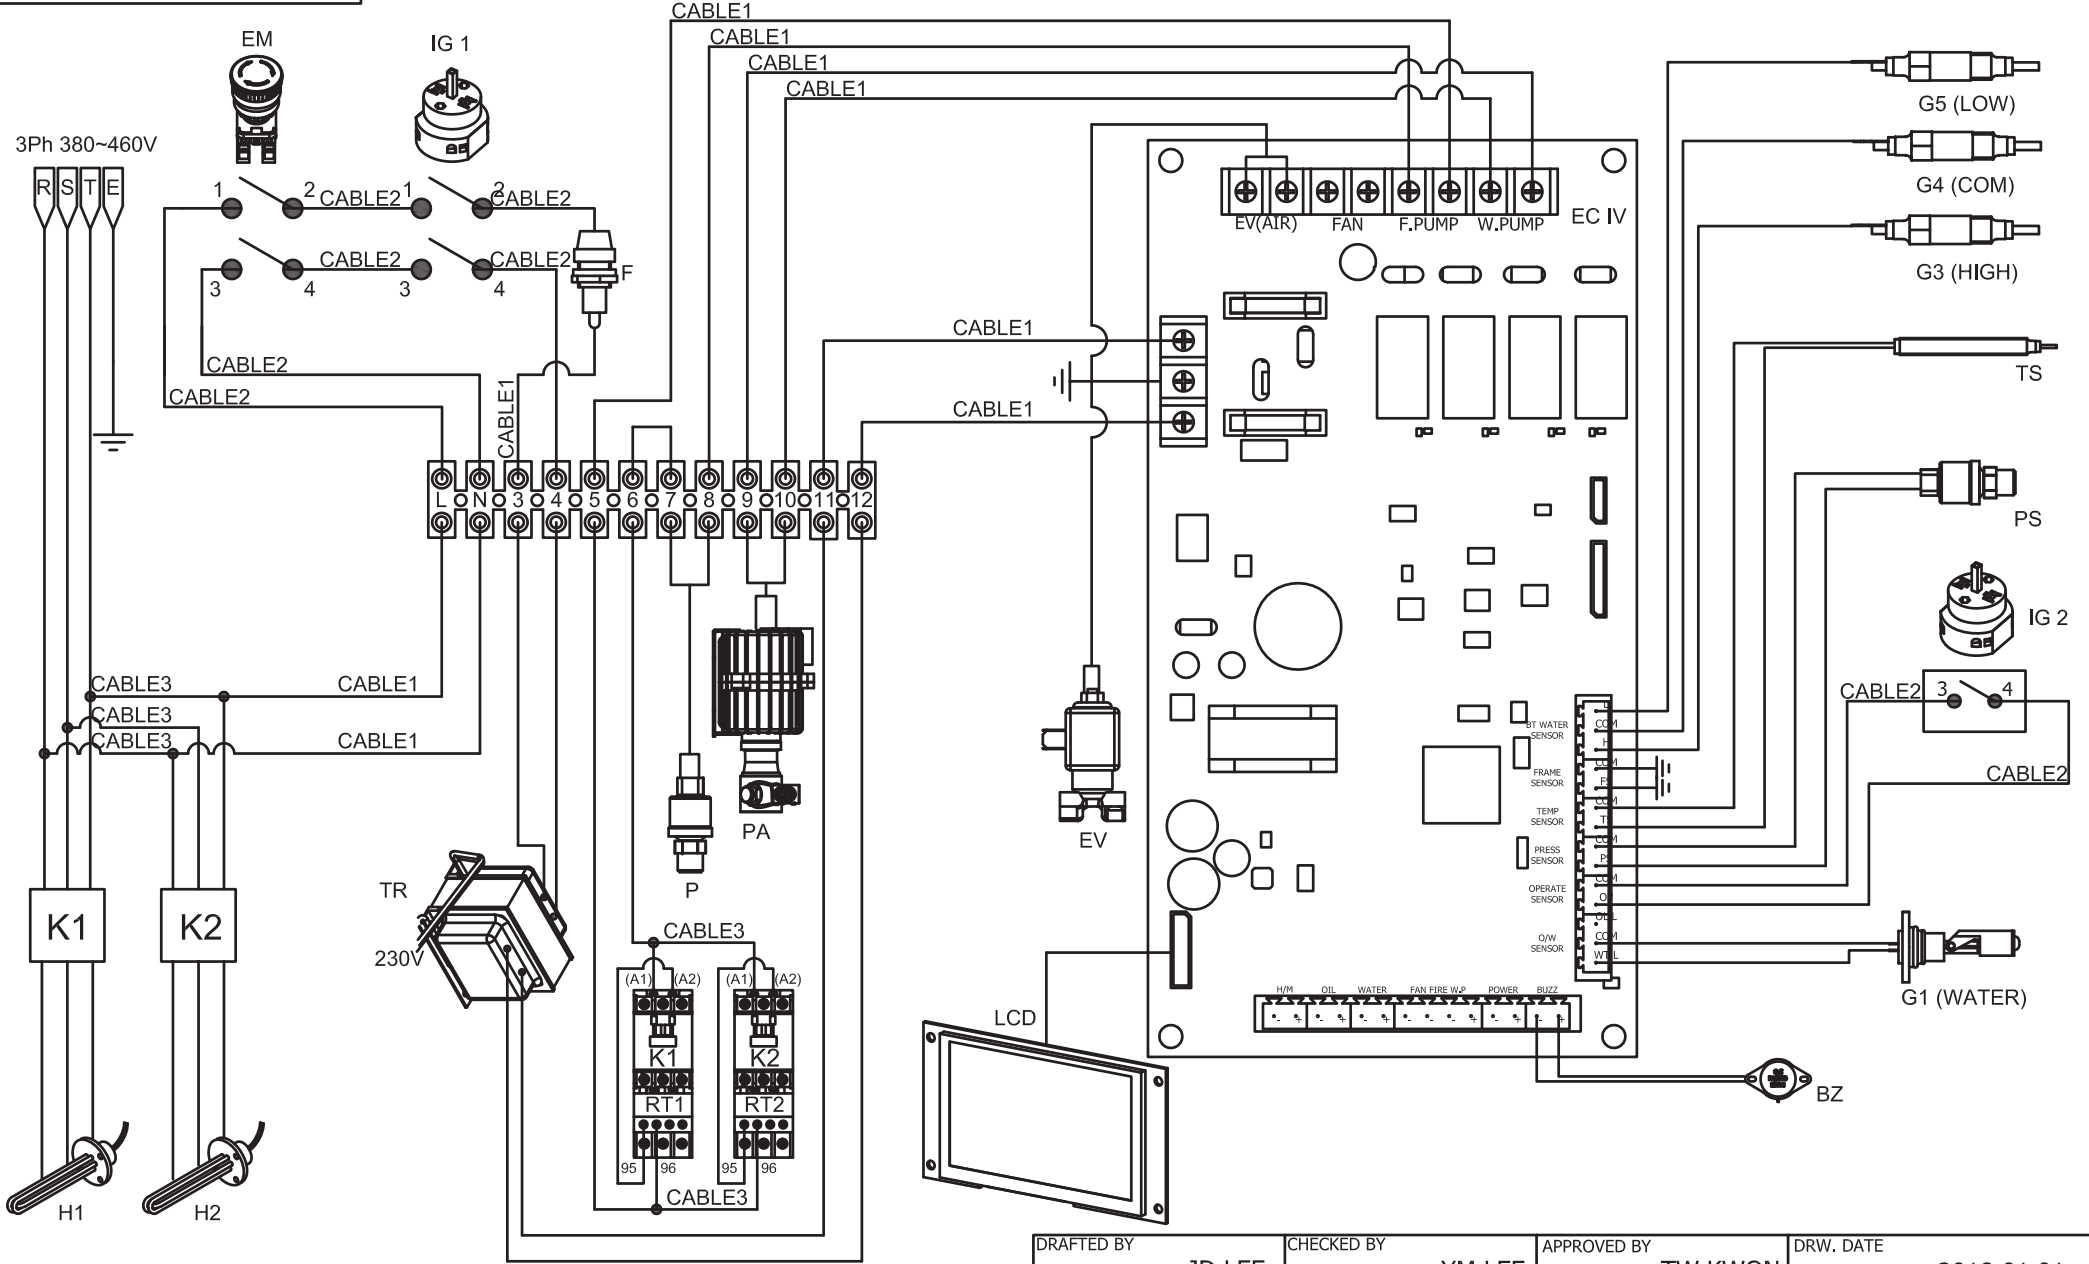 CABLE1
EM
IG 1
CABLE1
CABLE1
CABLE1
3Ph 380~460V
R S T E
1 2 CABLE2 1 2 CABLE2
3 CABLE2 4 3 CABLE2 4
F
CABLE2
CABLE2
CABLE1
CABLE1
CABLE1
L N 3 4 5 6 7 8 9 10 11 12
EV(AIR) FAN F.PUMP W.PUMP
EC IV
G5 (LOW)
G4 (COM)
G3 (HIGH)
TS
PS
IG 2
CABLE2 3 4
CABLE2
CABLE3 CABLE1
CABLE3
CABLE3 CABLE1
K1 K2
TR
230V
P
PA
EV
BT WATER SENSOR
FRAME SENSOR
TEMP SENSOR
PRESS SENSOR
OPERATE SENSOR
O/W SENSOR
COM
H
COM
FS
COM
TS
COM
PS
COM
COM
G1 (WATER)
CABLE3
(A1) (A2) (A1) (A2)
K1 K2
RT1 RT2
95 96 95 96
CABLE3
H1 H2
LCD
H/M OIL WATER FAN FIRE W.P POWER BUZZ
- + - + - + - - - + - + - +
BZ
DRAFTED BY CHECKED BY APPROVED BY DRW. DATE